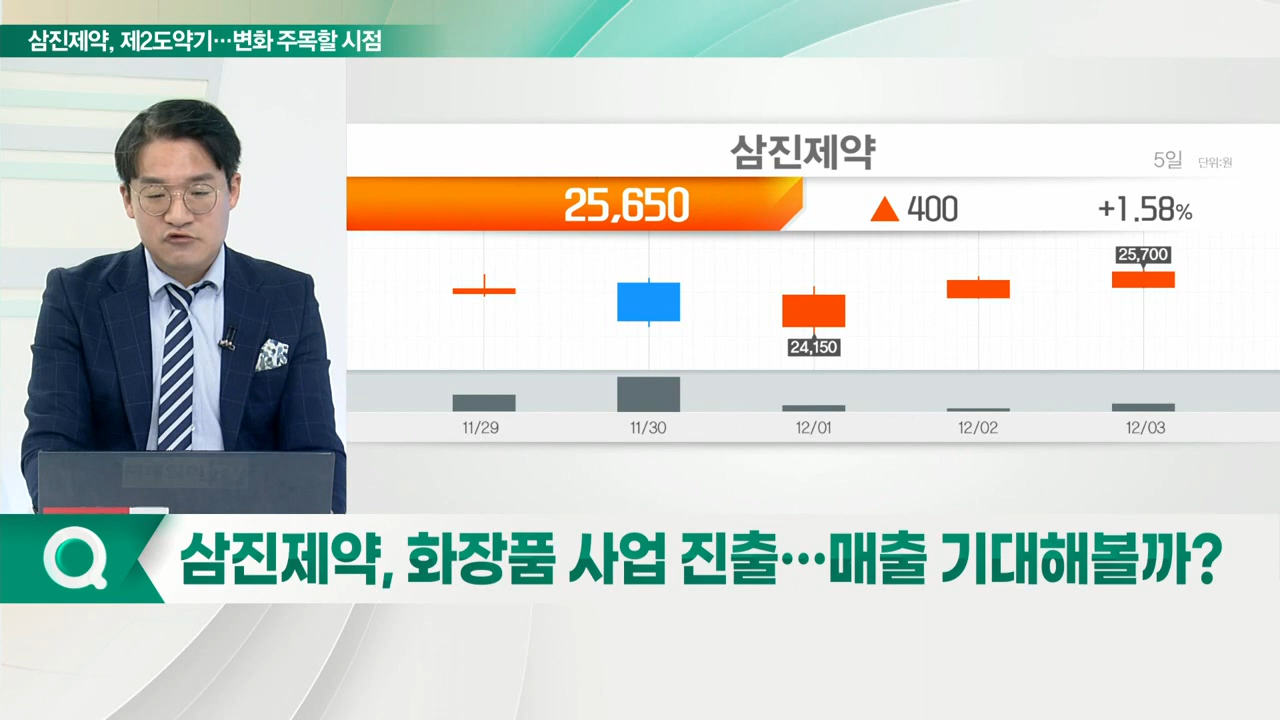 삼진제약, 제2도약기…변화 주목할 시점
삼진제약
5일 단위:원
25,650 ▲ 400 +1.58%
25,700
24,150
11/29 11/30 12/01 12/02 12/03
Q 삼진제약, 화장품 사업 진출…매출 기대해볼까?